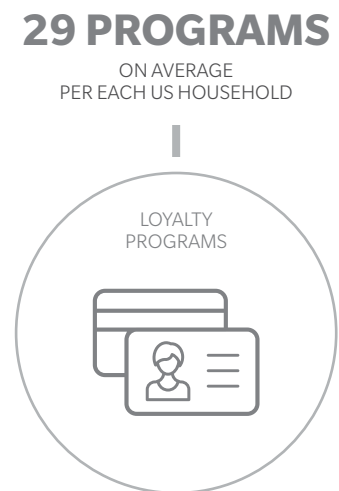 29 PROGRAMS
ON AVERAGE
PER EACH US HOUSEHOLD
LOYALTY
PROGRAMS